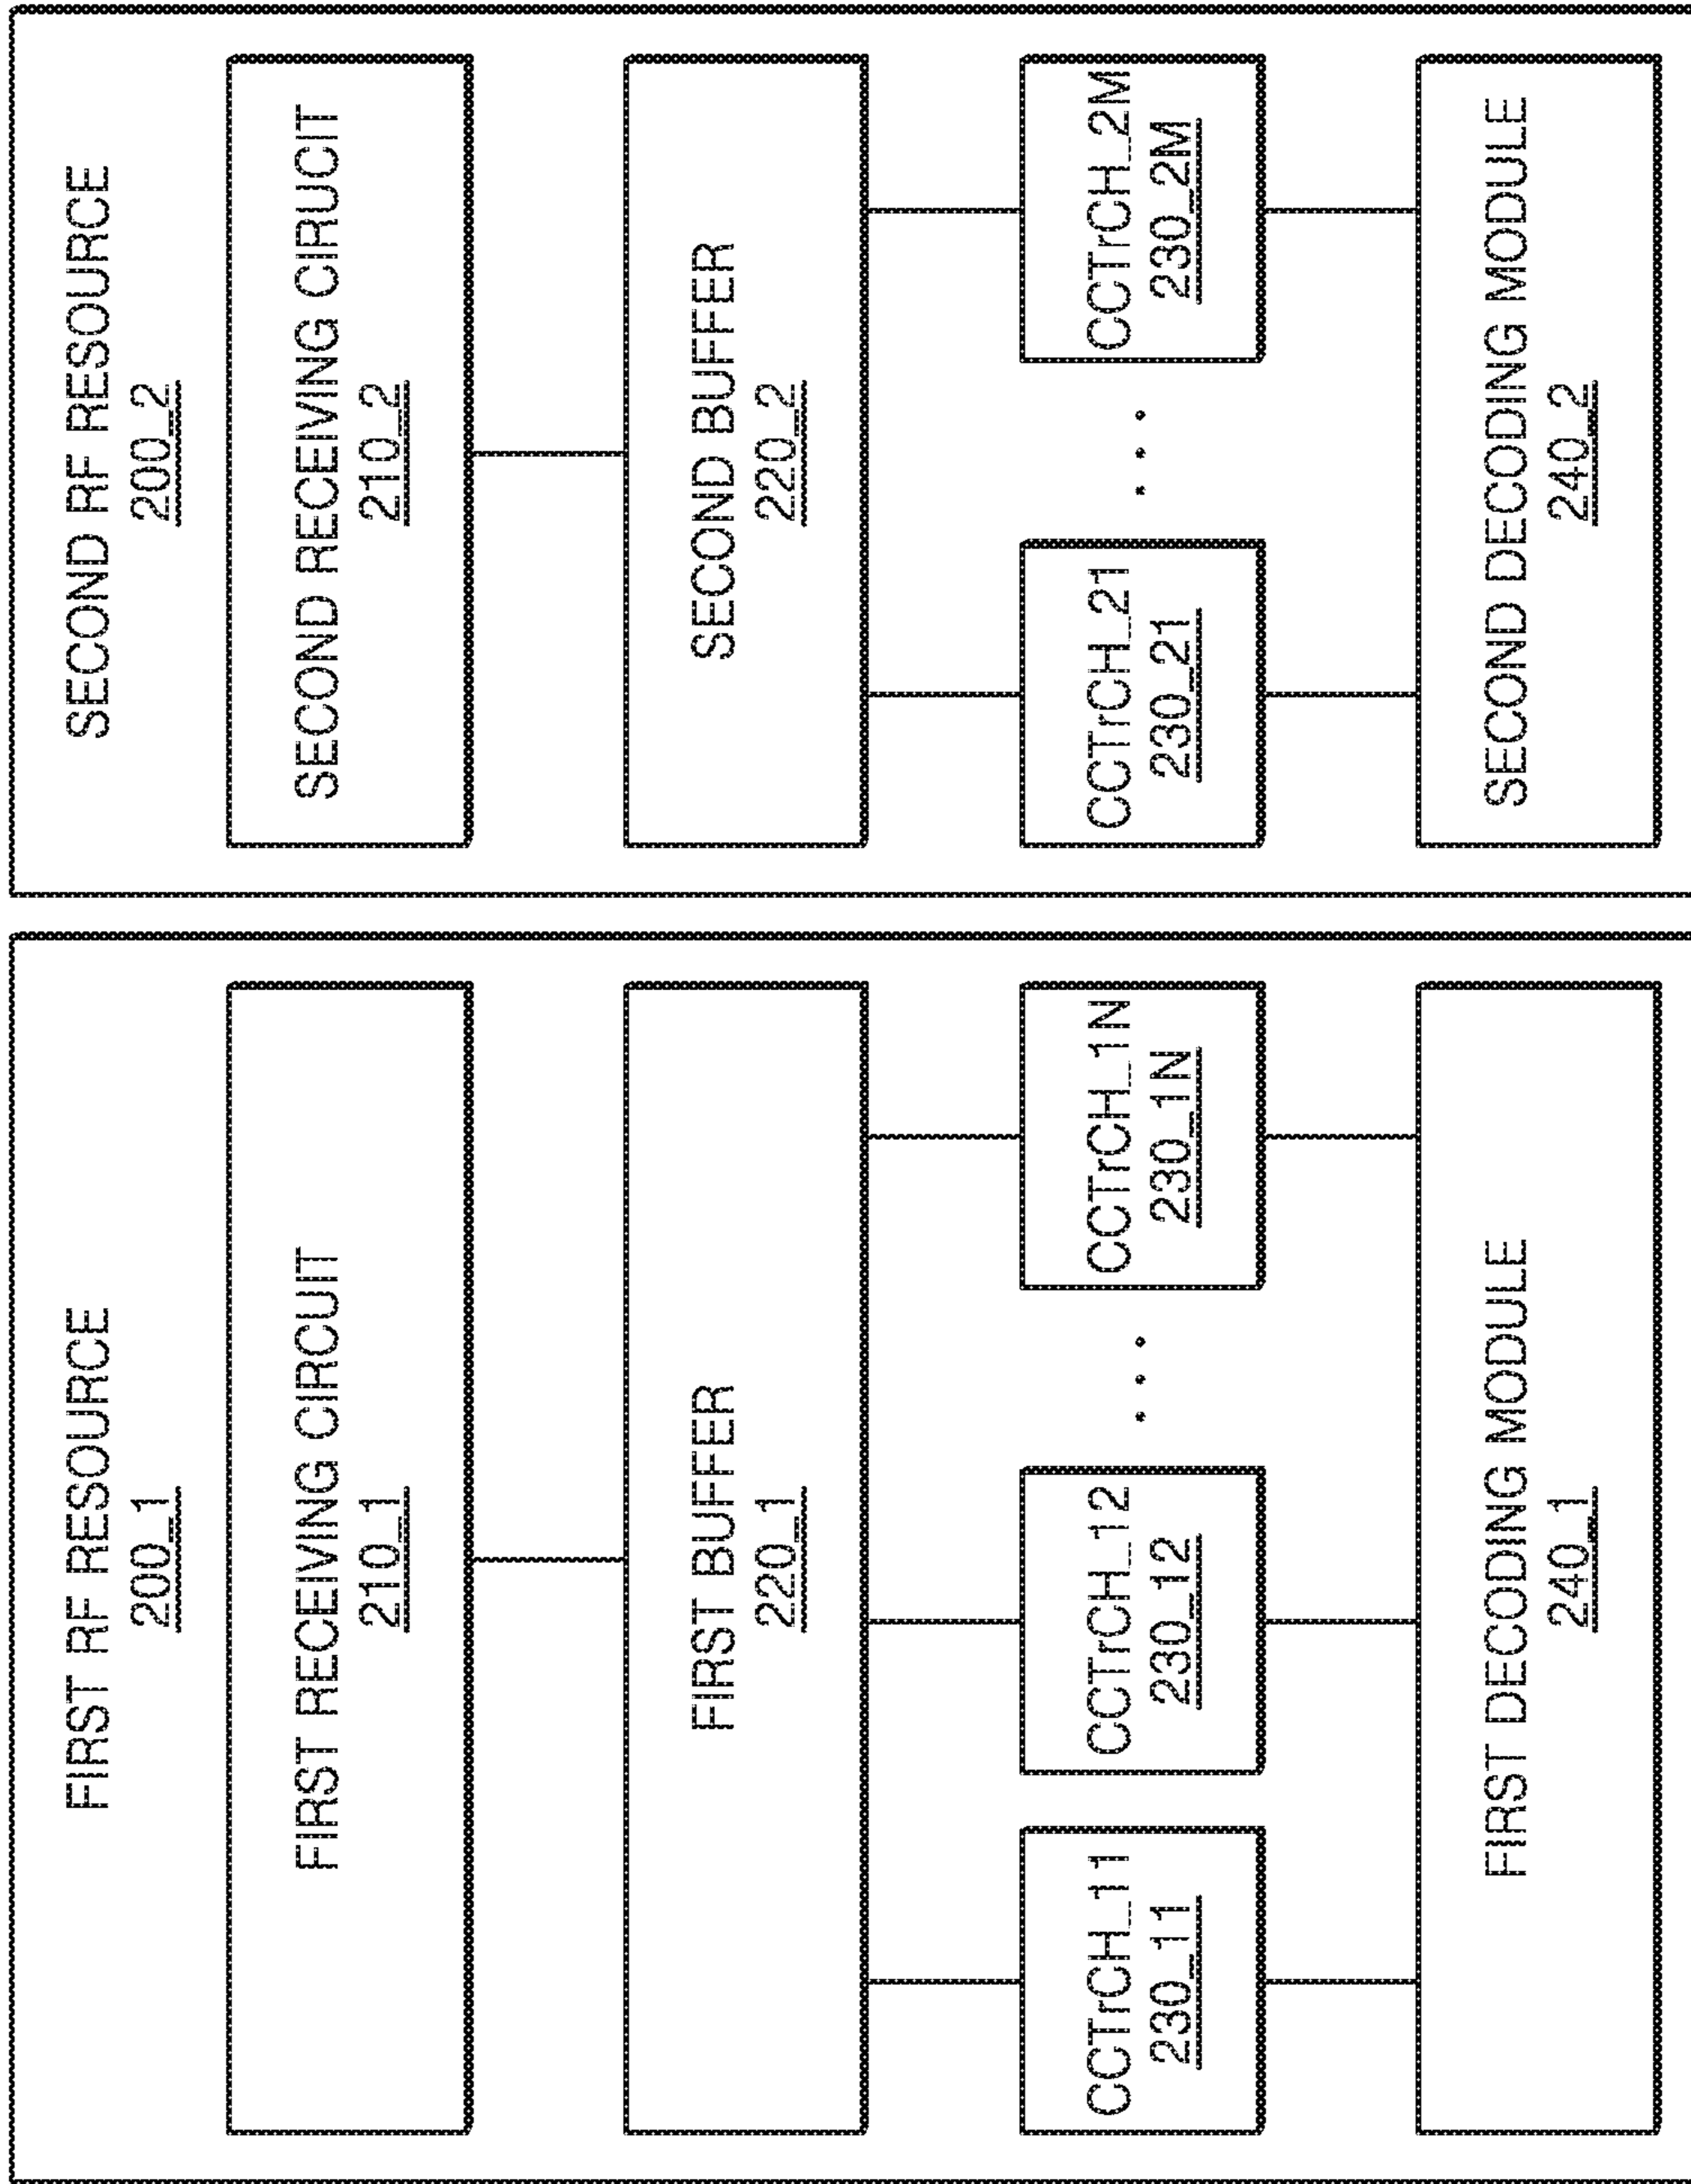 FIRST RF RESOURCE
200_1
FIRST RECEIVING CIRCUIT
210_1
FIRST BUFFER
220_1
CCTrCH_11
230_11
CCTrCH_12
230_12
. . .
CCTrCH_1N
230_1N
FIRST DECODING MODULE
240_1
SECOND RF RESOURCE
200_2
SECOND RECEIVING CIRUCIT
210_2
SECOND BUFFER
220_2
CCTrCH_21
230_21
. . .
CCTrCH_2M
230_2M
SECOND DECODING MODULE
240_2